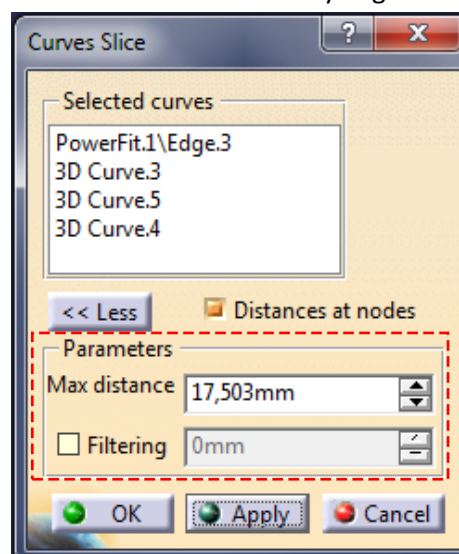 Curves Slice
?
X
Selected curves
PowerFit.1\Edge.3
3D Curve.3
3D Curve.5
3D Curve.4
<< Less
Distances at nodes
Parameters
Max distance 17,503mm
Filtering 0mm
OK Apply Cancel